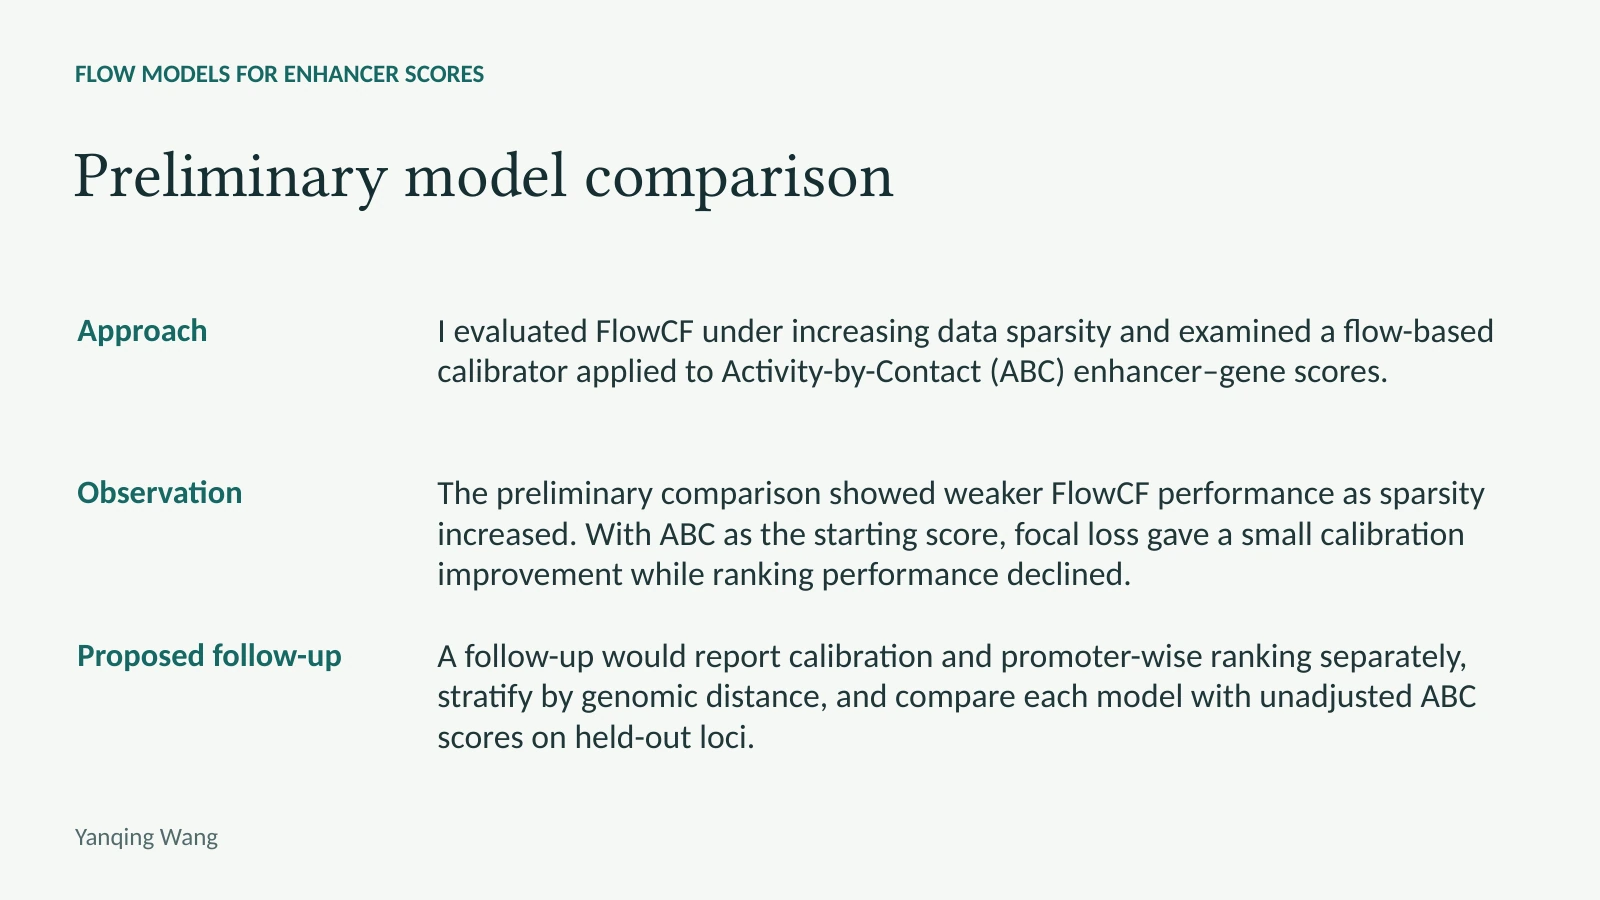 FLOW MODELS FOR ENHANCER SCORES
Preliminary model comparison
Approach
I evaluated FlowCF under increasing data sparsity and examined a flow-based
calibrator applied to Activity-by-Contact (ABC) enhancer–gene scores.
Observation
The preliminary comparison showed weaker FlowCF performance as sparsity
increased. With ABC as the starting score, focal loss gave a small calibration
improvement while ranking performance declined.
Proposed follow-up
A follow-up would report calibration and promoter-wise ranking separately,
stratify by genomic distance, and compare each model with unadjusted ABC
scores on held-out loci.
Yanqing Wang